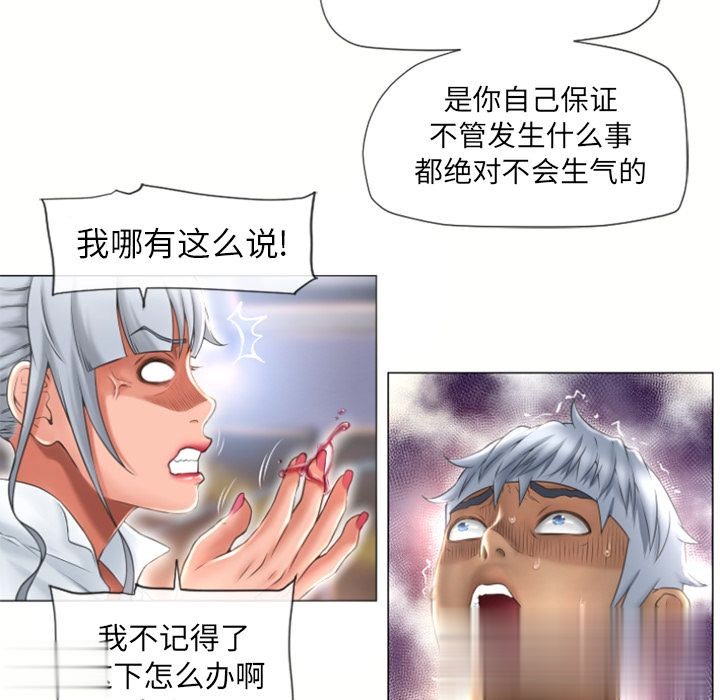 是你自己保证
不管发生什么事
都绝对不会生气的
我哪有这么说!
我不记得了
下怎么办啊